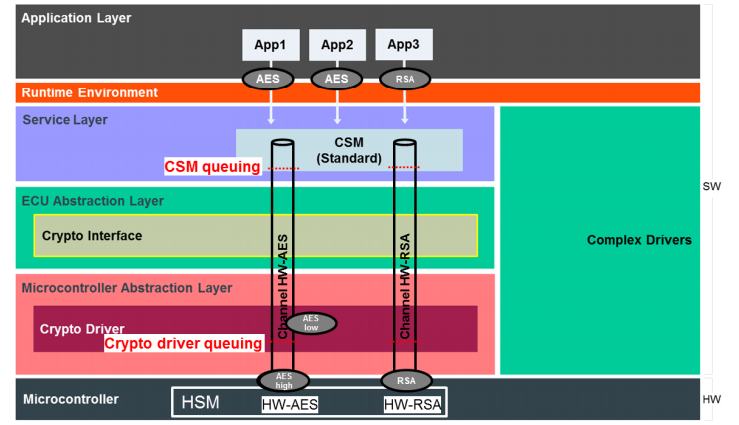 Application Layer
App1
App2
App3
AES
AES
RSA
Runtime Environment
Service Layer
CSM
(Standard)
CSM queuing
SW
ECU Abstraction Layer
Crypto Interface
Complex Drivers
Channel HW-AES
Channel HW-RSA
Microcontroller Abstraction Layer
Crypto Driver
AES
low
Crypto driver queuing
AES
high
RSA
Microcontroller
HSM
HW-AES
HW-RSA
HW